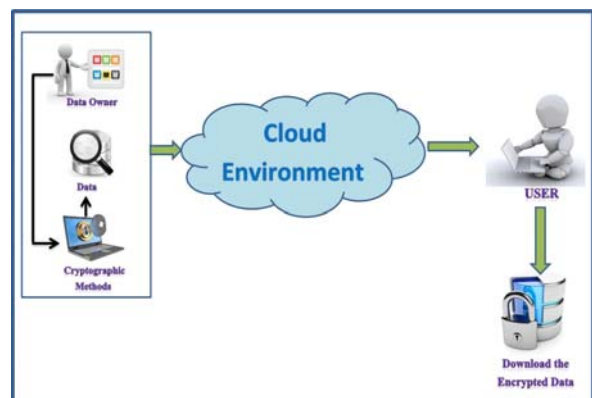 Data Owner
Data
Cryptographic
Methods
Cloud
Environment
USER
Download the
Encrypted Data